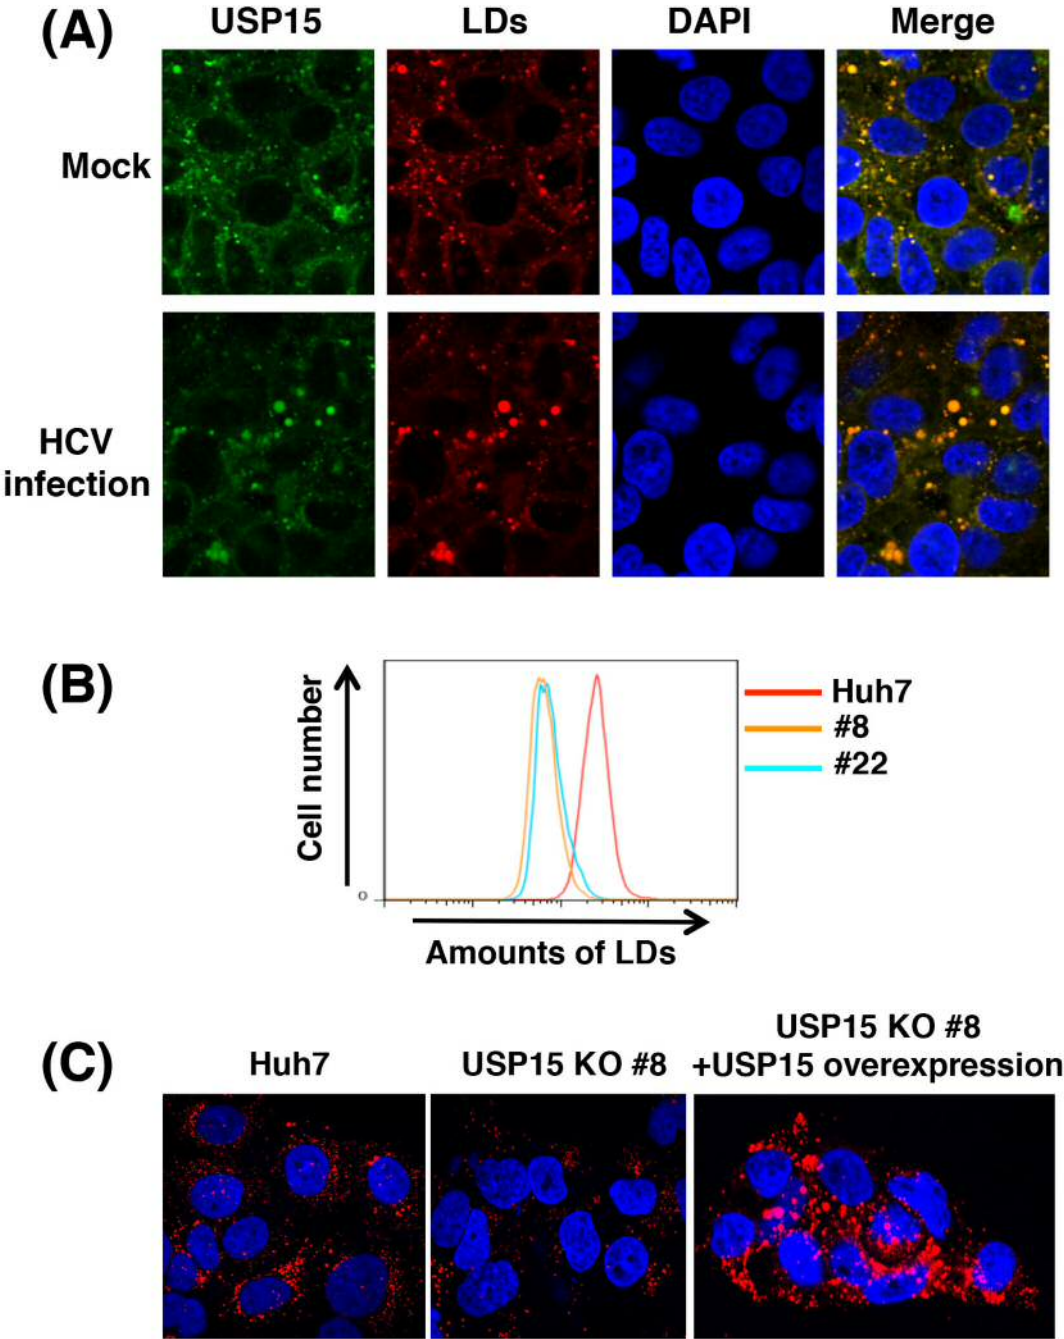 (A)
USP15 LDs DAPI Merge
Mock
HCV
infection
(B)
Cell number
0
Amounts of LDs
Huh7
#8
#22
(C)
Huh7
USP15 KO #8
USP15 KO #8
+USP15 overexpression